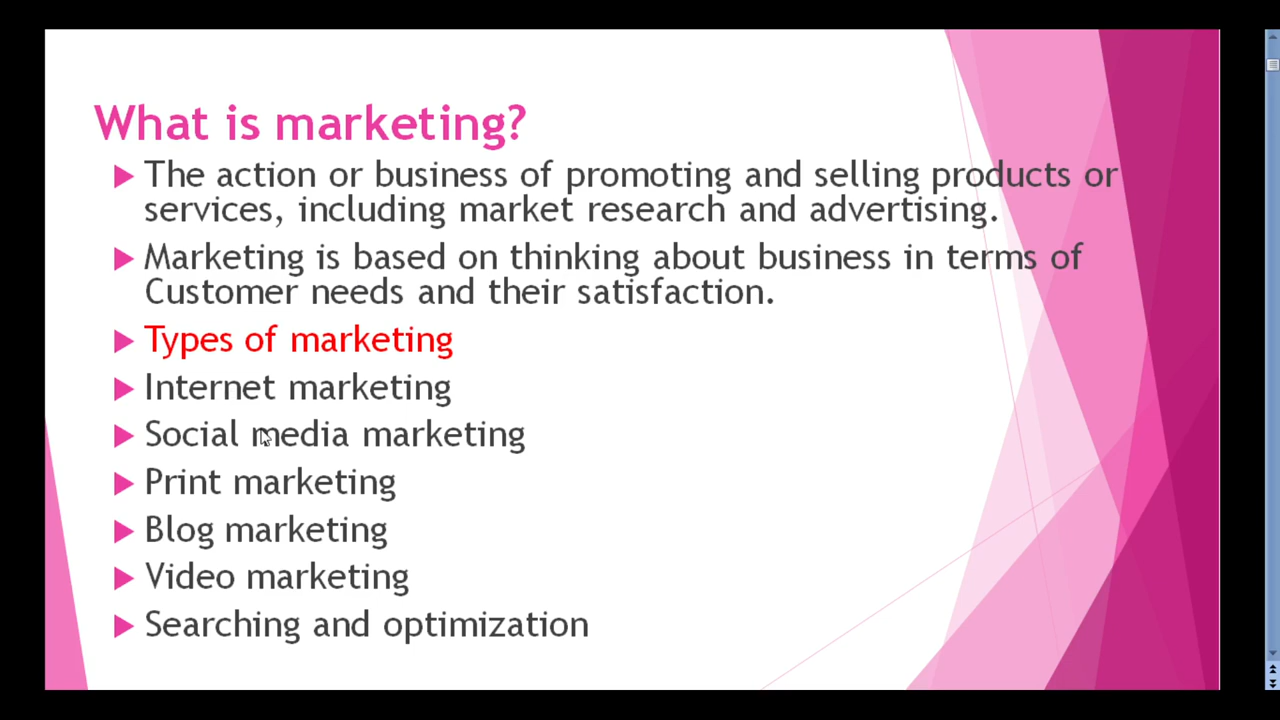 What is marketing?
The action or business of promoting and selling products or
services, including market research and advertising.
Marketing is based on thinking about business in terms of
Customer needs and their satisfaction.
Types of marketing
Internet marketing
Social media marketing
Print marketing
Blog marketing
Video marketing
Searching and optimization